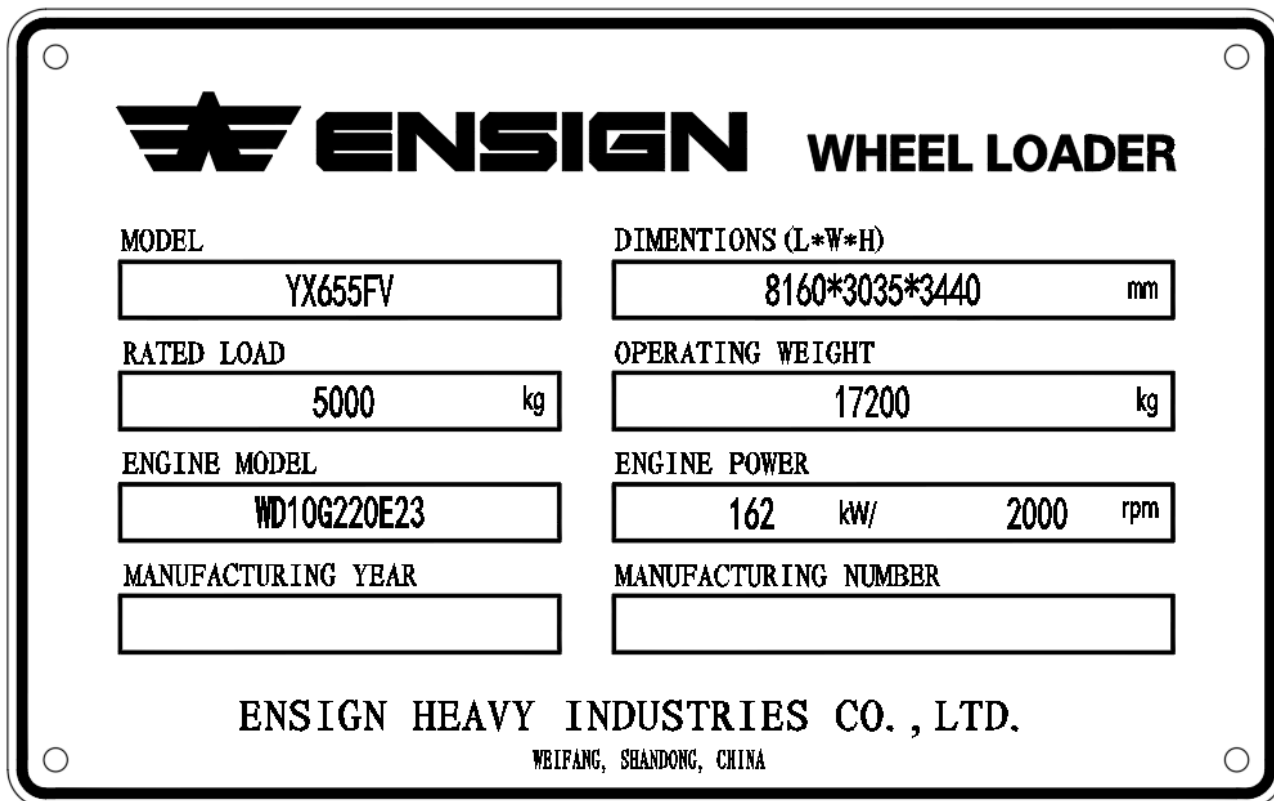 ENSIGN WHEEL LOADER
MODEL DIMENTIONS(L*W*H)
YX655FV 8160*3035*3440 mm
RATED LOAD OPERATING WEIGHT
5000 kg 17200 kg
ENGINE MODEL ENGINE POWER
WD10G220E23 162 kW/ 2000 rpm
MANUFACTURING YEAR MANUFACTURING NUMBER
ENSIGN HEAVY INDUSTRIES CO.,LTD.
WEIFANG, SHANDONG, CHINA